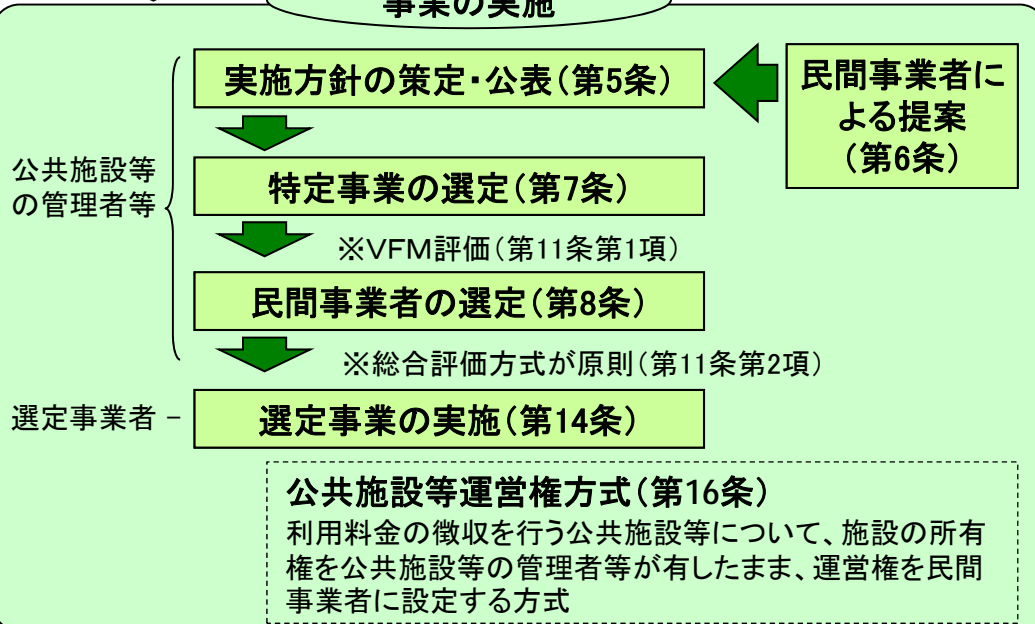 事業の実施
実施方針の策定・公表(第5条)
民間事業者に
よる提案
(第6条)
公共施設等
の管理者等
特定事業の選定(第7条)
※VFM評価(第11条第1項)
民間事業者の選定(第8条)
※総合評価方式が原則(第11条第2項)
選定事業者
選定事業の実施(第14条)
公共施設等運営権方式(第16条)
利用料金の徴収を行う公共施設等について、施設の所有
権を公共施設等の管理者等が有したまま、運営権を民間
事業者に設定する方式